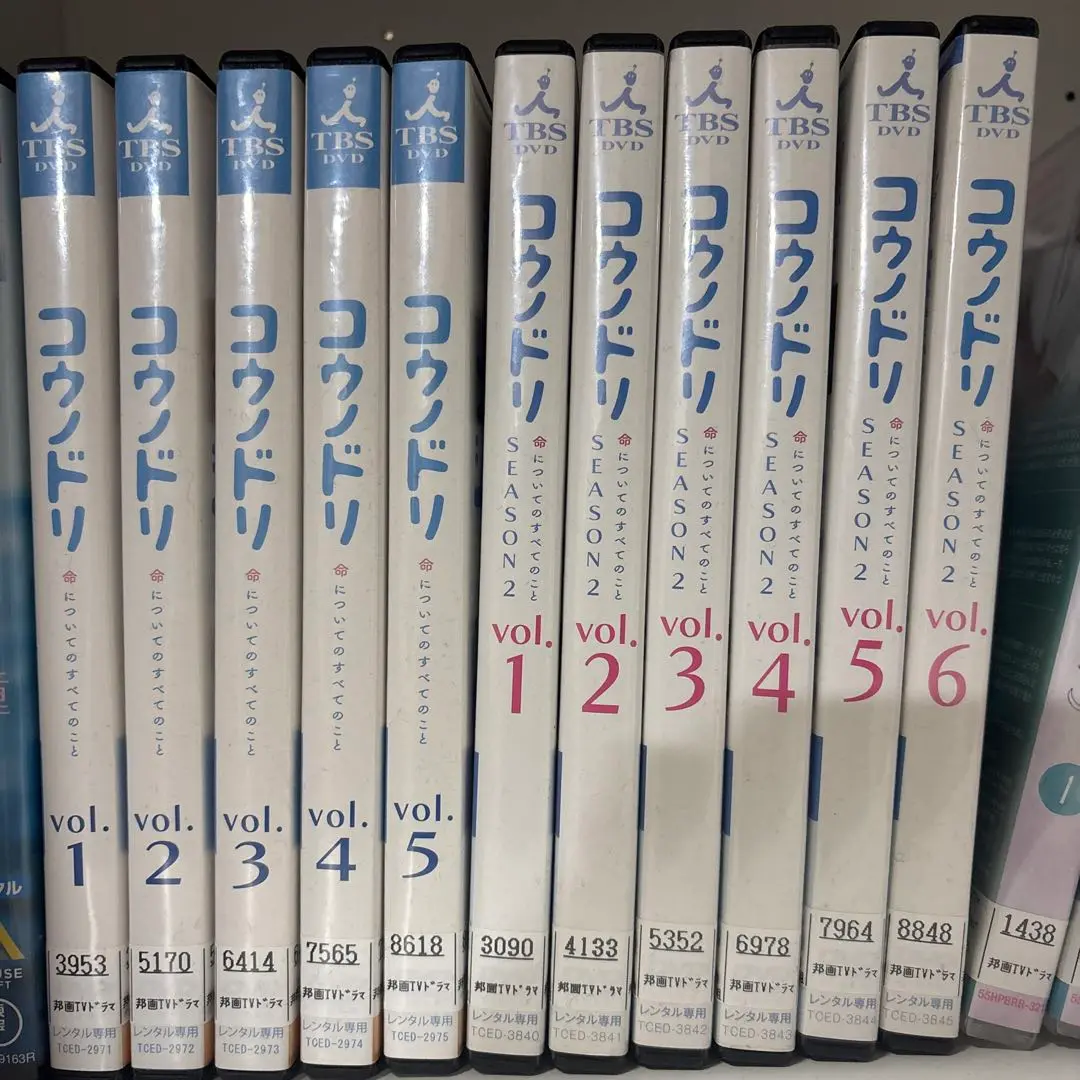 TBS
DVD
コウノドリ
命についてのすべてのこと
vol.
1
3953
邦画TVドラマ
レンタル専用
TCED-2971
TBS
DVD
コウノドリ
命についてのすべてのこと
vol.
2
5170
邦画TVドラマ
レンタル専用
TCED-2972
TBS
DVD
コウノドリ
命についてのすべてのこと
vol.
3
6414
邦画TVドラマ
レンタル専用
TCED-2973
TBS
DVD
コウノドリ
命についてのすべてのこと
vol.
4
7565
邦画TVドラマ
レンタル専用
TCED-2974
TBS
DVD
コウノドリ
命についてのすべてのこと
vol.
5
8618
邦画TVドラマ
レンタル専用
TCED-2975
TBS
DVD
コウノドリ
命についてのすべてのこと
SEASON 2
vol.
1
3090
邦画TVドラマ
レンタル専用
TCED-3840
TBS
DVD
コウノドリ
命についてのすべてのこと
SEASON 2
vol.
2
4133
邦画TVドラマ
レンタル専用
TCED-3841
TBS
DVD
コウノドリ
命についてのすべてのこと
SEASON 2
vol.
3
5352
邦画TVドラマ
レンタル専用
TCED-3842
TBS
DVD
コウノドリ
命についてのすべてのこと
SEASON 2
vol.
4
6978
邦画TVドラマ
レンタル専用
TCED-3843
TBS
DVD
コウノドリ
命についてのすべてのこと
SEASON 2
vol.
5
7964
邦画TVドラマ
レンタル専用
TCED-3844
TBS
DVD
コウノドリ
命についてのすべてのこと
SEASON 2
vol.
6
8848
邦画TVドラマ
レンタル専用
TCED-3845
1
1438
邦画TVドラマ